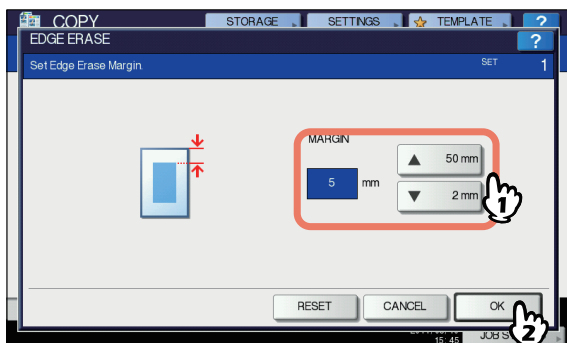 COPY STORAGE SETTINGS TEMPLATE ?
EDGE ERASE ?
Set Edge Erase Margin. SET 1
MARGIN
▲ 50 mm
5 mm
▼ 2 mm
1
RESET CANCEL OK
2
15:45 JOB S